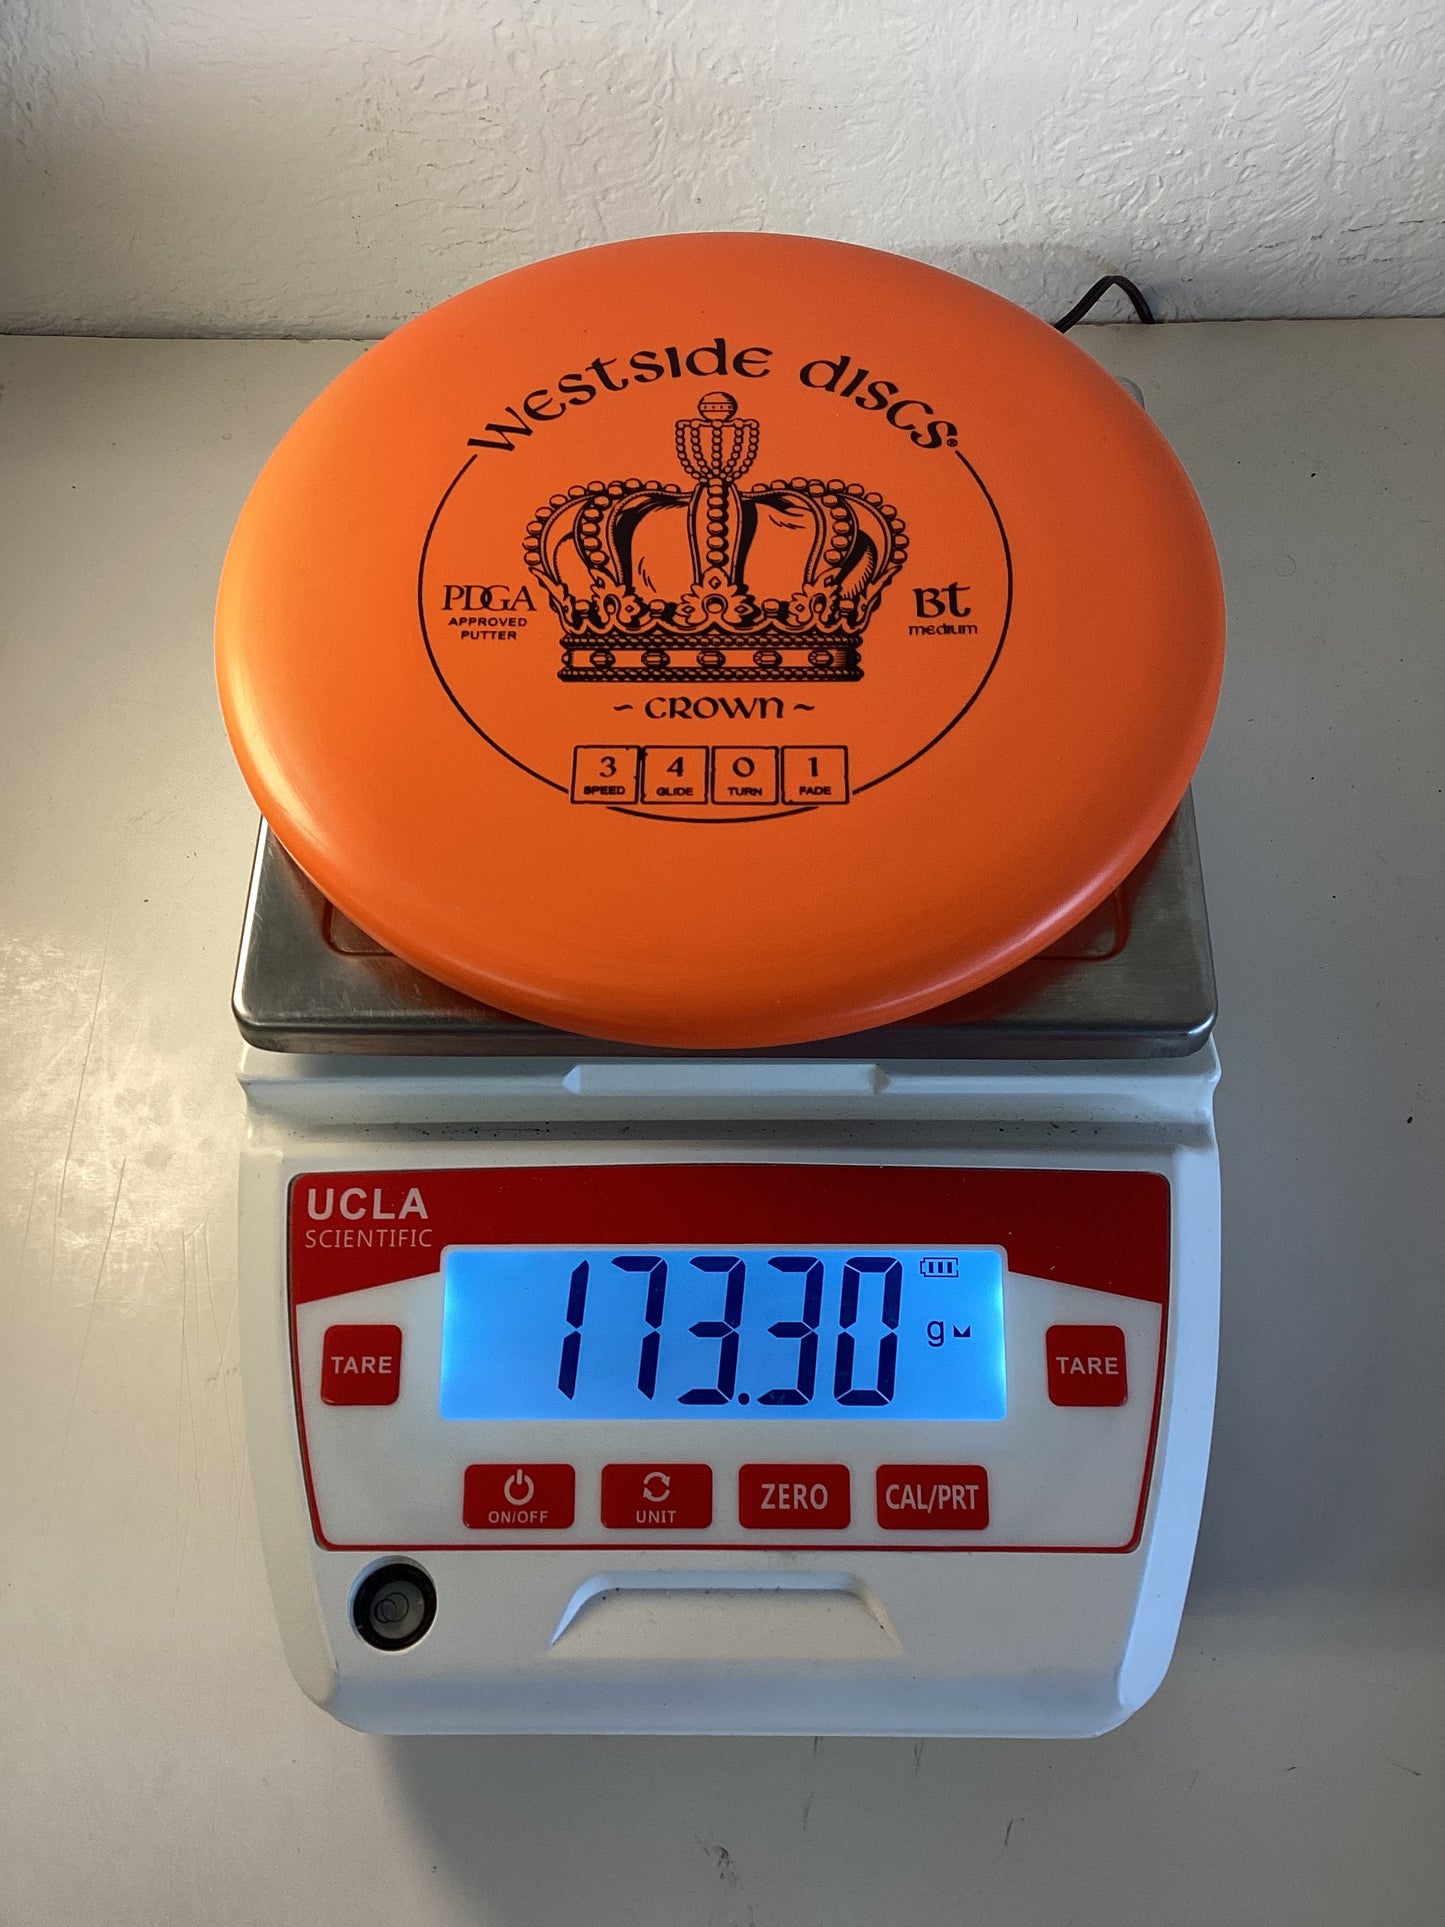 Westside Discs®
PDGA
APPROVED
PUTTER
BT
medium
~ CROWN ~
3 4 0 1
SPEED GLIDE TURN FADE
UCLA
SCIENTIFIC
173.30 g
TARE
TARE
ON/OFF
UNIT
ZERO
CAL/PRT